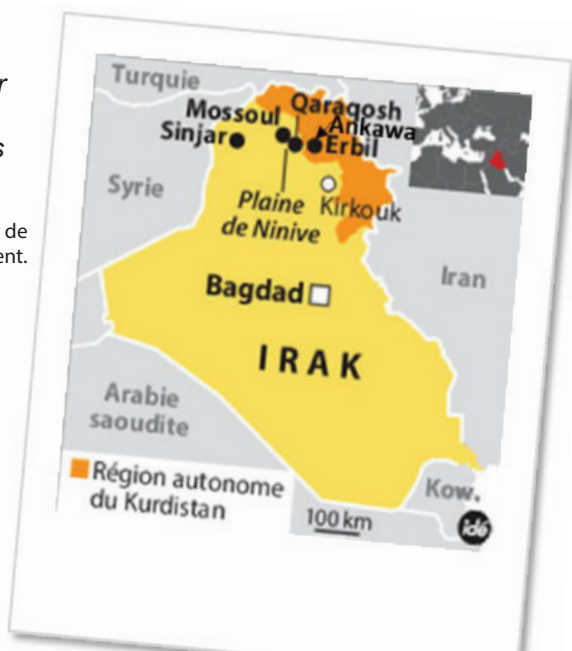 r
s
de
ent.
Turquie
Mossoul
Qaraqosh
Ankawa
Sinjar
Erbil
Syrie
Plaine
de Ninive
Kirkouk
Iran
Bagdad
IRAK
Arabie
saoudite
Région autonome
du Kurdistan
Kow.
100 km
idé